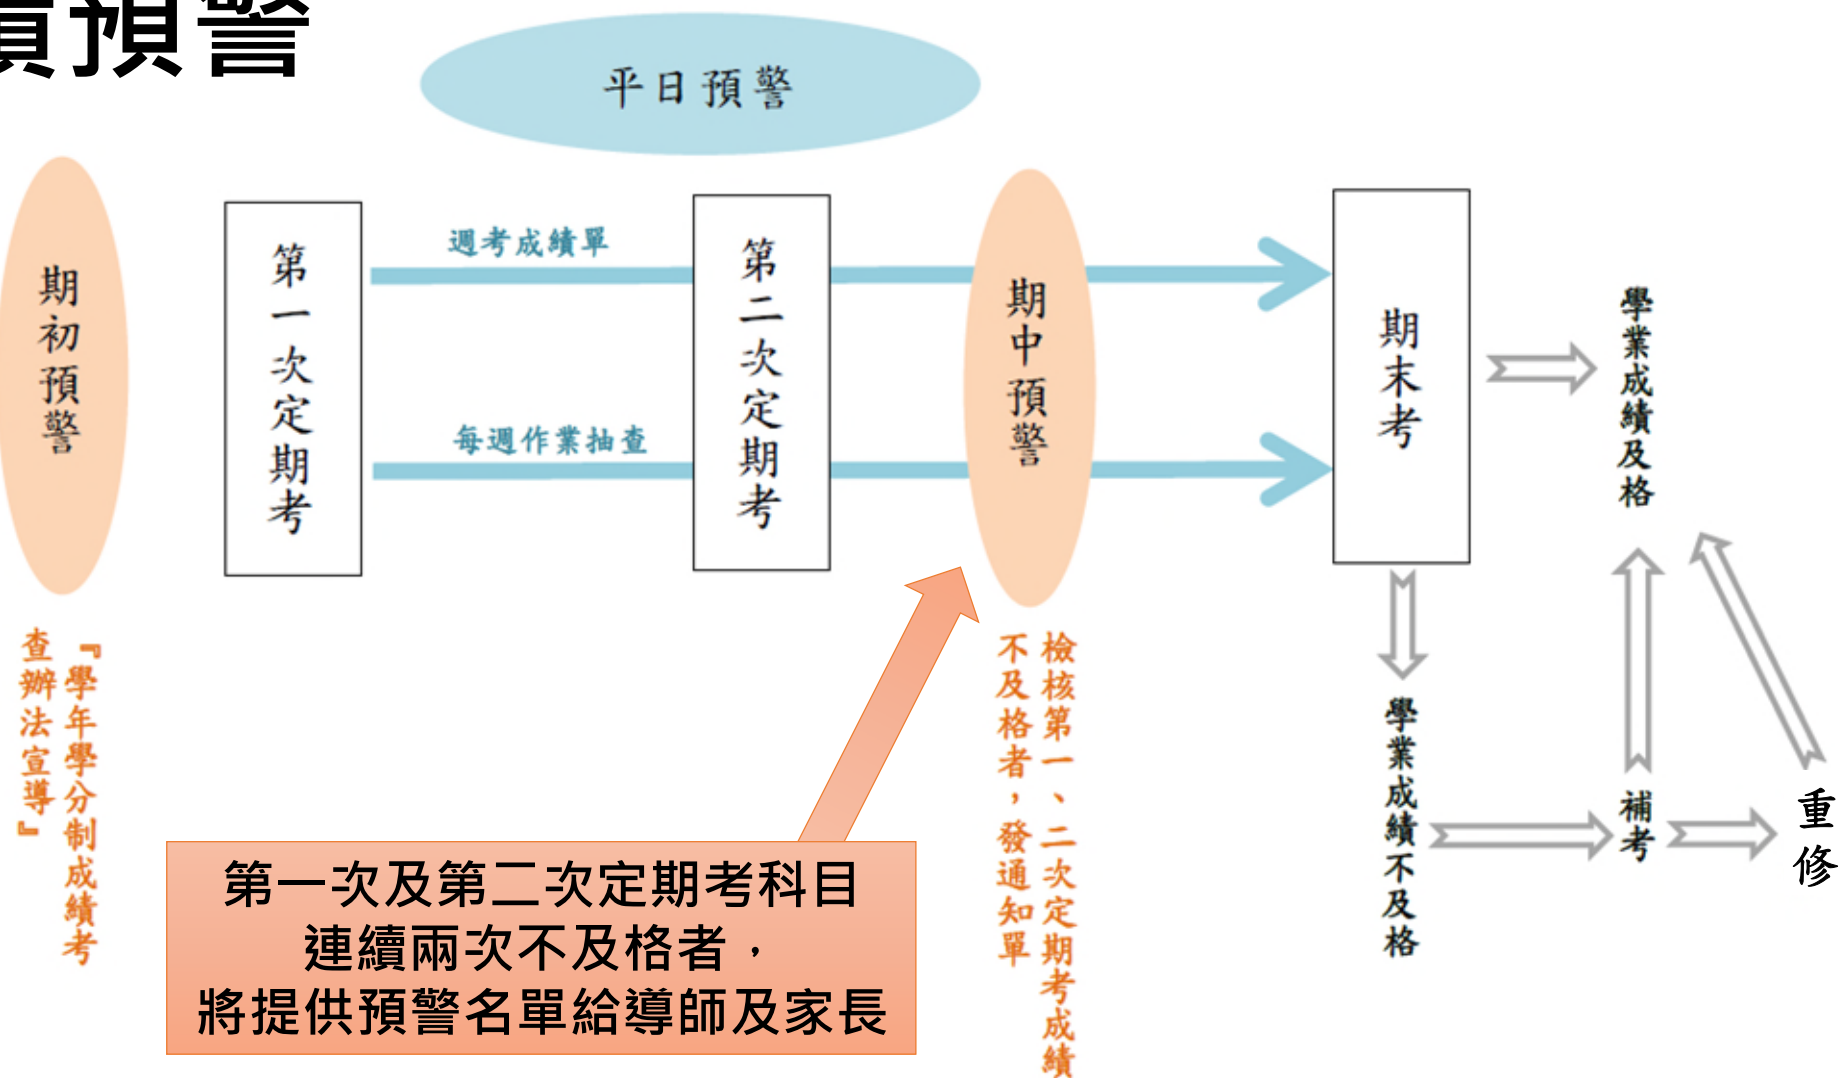 預警
平日預警
期初預警
『學年學分制成績考
查辦法宣導』
第一次定期考
週考成績單
每週作業抽查
第二次定期考
期中預警
檢核第一、二次定期考成績
不及格者，發通知單
第一次及第二次定期考科目
連續兩次不及格者，
將提供預警名單給導師及家長
期末考
學業成績及格
學業成績不及格
補考
重修